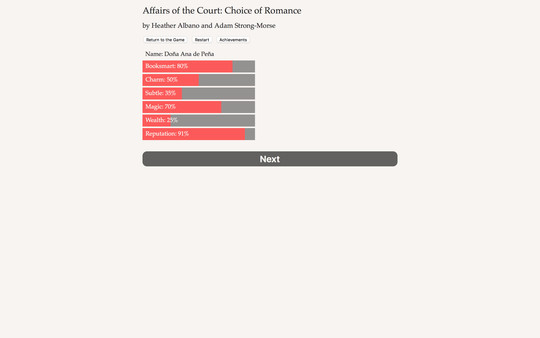 Affairs of the Court: Choice of Romance
by Heather Albano and Adam Strong-Morse
Return to the Game Restart Achievements
Name: Doña Ana de Peña
Booksmart: 80%
Charm: 50%
Subtle: 35%
Magic: 70%
Wealth: 25%
Reputation: 91%
Next